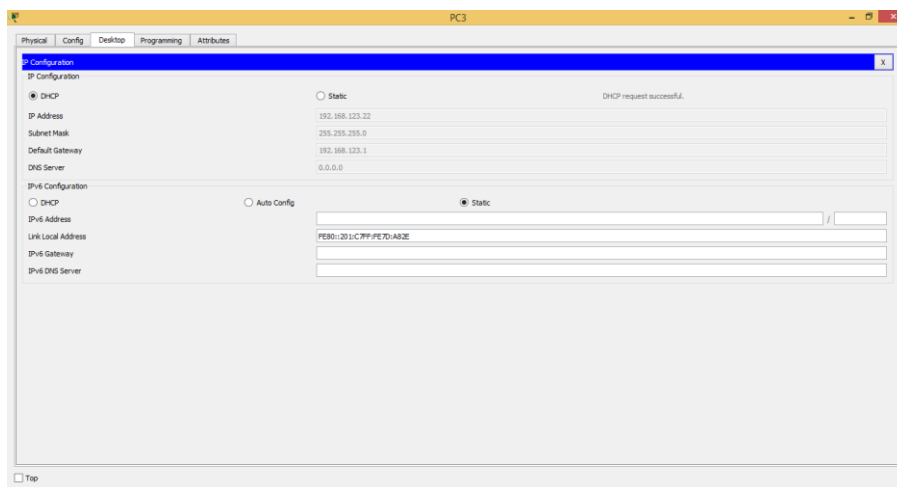 PC3
Physical Config Desktop Programming Attributes
IP Configuration X
IP Configuration
DHCP Static DHCP request successful.
IP Address 192.168.123.22
Subnet Mask 255.255.255.0
Default Gateway 192.168.123.1
DNS Server 0.0.0.0
IPv6 Configuration
DHCP Auto Config Static
IPv6 Address /
Link Local Address FE80::201:C7FF:FE7D:A82E
IPv6 Gateway
IPv6 DNS Server
Top